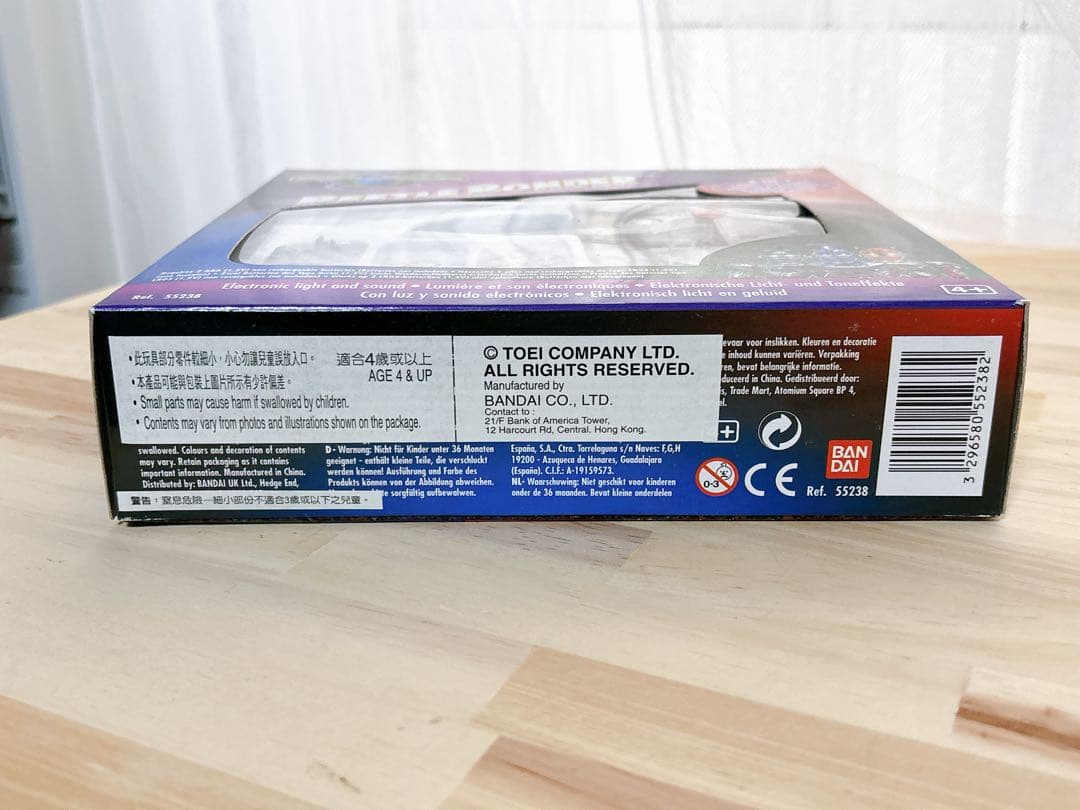 Ref. 55238
Electronic light and sound • Lumière et son électroniques • Elektronische Licht- und Toneffekte
Con luz y sonido electrónicos • Elektronisch licht en geluid
4+
• 此玩具部分零件較細小，小心勿讓兒童誤放入口。
• 本產品可能與包裝上圖片所示有少許偏差。
適合4歲或以上
AGE 4 & UP
• Small parts may cause harm if swallowed by children.
• Contents may vary from photos and illustrations shown on the package.
© TOEI COMPANY LTD.
ALL RIGHTS RESERVED.
Manufactured by
BANDAI CO., LTD.
Contact to :
21/F Bank of America Tower,
12 Harcourt Rd, Central. Hong Kong.
evaar voor inslikken. Kleuren en decoratie
e inhoud kunnen variëren. Verpakking
ren, bevat belangrijke informatie.
duceerd in China. Gedistribueerd door:
s, Trade Mart, Atomium Square BP 4,
swallowed. Colours and decoration of contents
may vary. Retain packaging as it contains
important information. Manufactured in China.
Distributed by: BANDAI UK Ltd., Hedge End,
警告：窒息危險—細小部份不適合3歲或以下之兒童。
D - Warnung: Nicht für Kinder unter 36 Monaten
geeignet - enthält kleine Teile, die verschluckt
werden können! Ausführung und Farbe des
Produkts können von der Abbildung abweichen.
te sorgfältig aufbewalwen.
España, S.A., Ctra. Torrelaguna s/n Naves: F,G,H
19200 - Azuqueca de Henares, Guadalajara
(España). C.I.F.: A-19159573.
NL- Waarschuwing: Niet geschikt voor kinderen
onder de 36 maanden. Bevat kleine onderdelen
0-3
CE
BAN
DAI
Ref. 55238
3 296580 552382